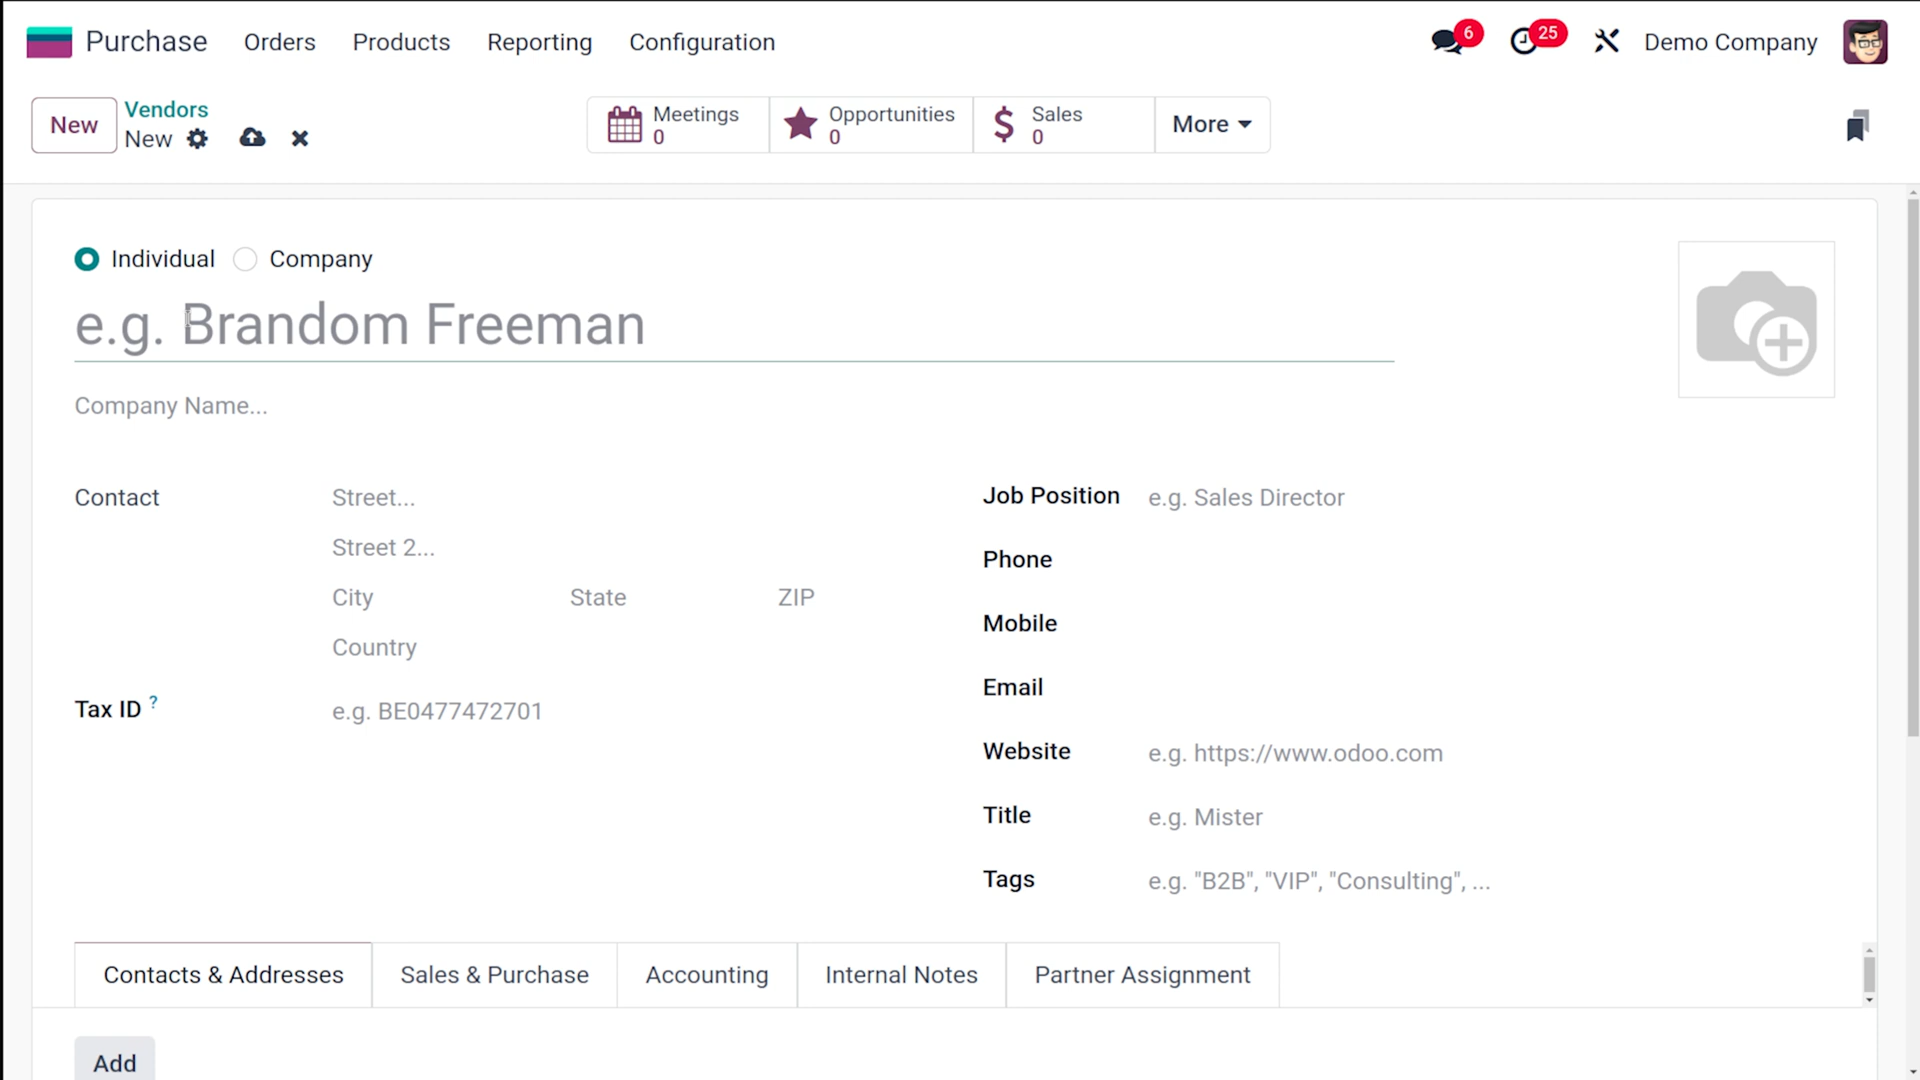 Purchase Orders Products Reporting Configuration 6 25 Demo Company
New Vendors Meetings Opportunities Sales More
New 0 0 0
Individual Company
e.g. Brandom Freeman
Company Name...
Contact Street... Job Position e.g. Sales Director
Street 2... Phone
City State ZIP Mobile
Country Email
Tax ID ? e.g. BE0477472701
Website e.g. https://www.odoo.com
Title e.g. Mister
Tags e.g. "B2B", "VIP", "Consulting", ...
Contacts & Addresses Sales & Purchase Accounting Internal Notes Partner Assignment
Add